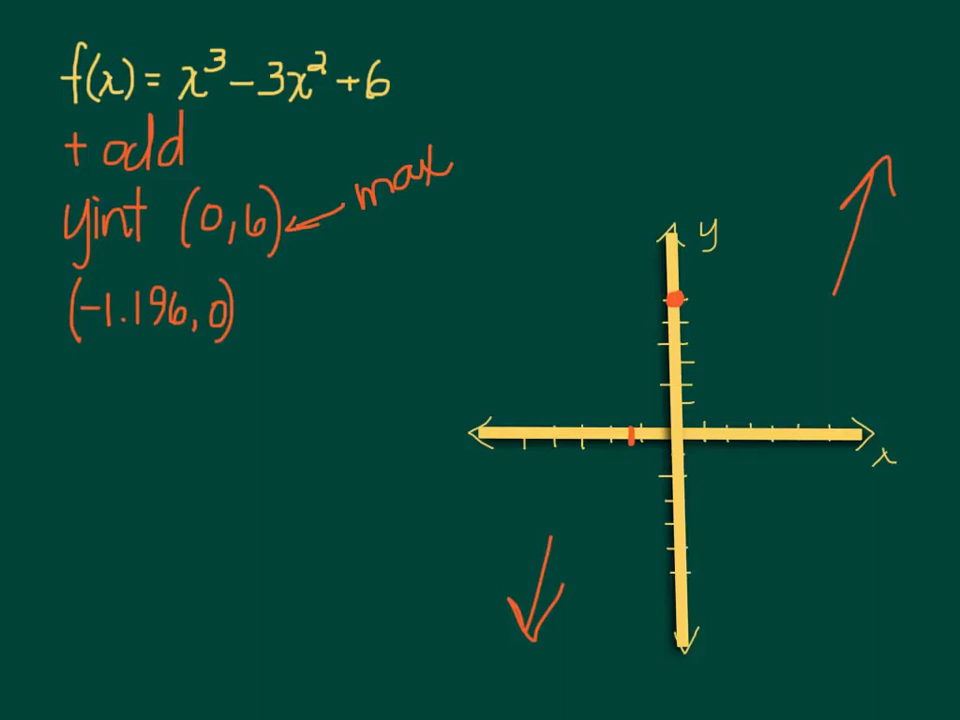 f(x) = x³ - 3x² + 6
+ odd
yint (0,6) ← max
(-1.196, 0)
y
x